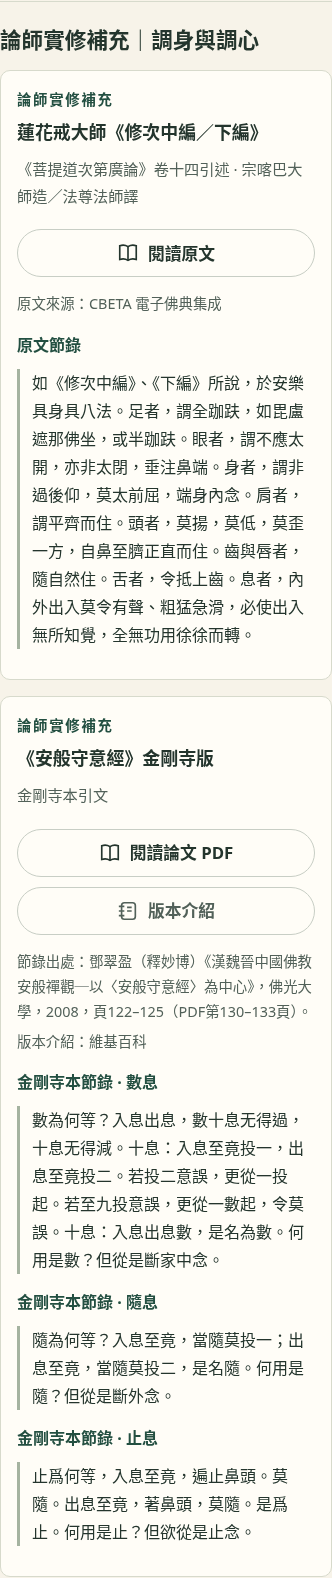 論師實修補充｜調身與調心
論師實修補充
蓮花戒大師《修次中編／下編》
《菩提道次第廣論》卷十四引述 · 宗喀巴大
師造／法尊法師譯
閱讀原文
原文來源：CBETA 電子佛典集成
原文節錄
如《修次中編》、《下編》所說，於安樂
具身具八法。足者，謂全跏趺，如毘盧
遮那佛坐，或半跏趺。眼者，謂不應太
開，亦非太閉，垂注鼻端。身者，謂非
過後仰，莫太前屈，端身內念。肩者，
謂平齊而住。頭者，莫揚，莫低，莫歪
一方，自鼻至臍正直而住。齒與唇者，
隨自然住。舌者，令抵上齒。息者，內
外出入莫令有聲、粗猛急滑，必使出入
無所知覺，全無功用徐徐而轉。
論師實修補充
《安般守意經》金剛寺版
金剛寺本引文
閱讀論文 PDF
版本介紹
節錄出處：鄧翠盈（釋妙博）《漢魏晉中國佛教
安般禪觀─以〈安般守意經〉為中心》，佛光大
學，2008，頁122–125（PDF第130–133頁）。
版本介紹：維基百科
金剛寺本節錄 · 數息
數為何等？入息出息，數十息无得過，
十息无得減。十息：入息至竟投一，出
息至竟投二。若投二意誤，更從一投
起。若至九投意誤，更從一數起，令莫
誤。十息：入息出息數，是名為數。何
用是數？但從是斷家中念。
金剛寺本節錄 · 隨息
隨為何等？入息至竟，當隨莫投一；出
息至竟，當隨莫投二，是名隨。何用是
隨？但從是斷外念。
金剛寺本節錄 · 止息
止爲何等，入息至竟，遍止鼻頭。莫
隨。出息至竟，著鼻頭，莫隨。是爲
止。何用是止？但欲從是止念。